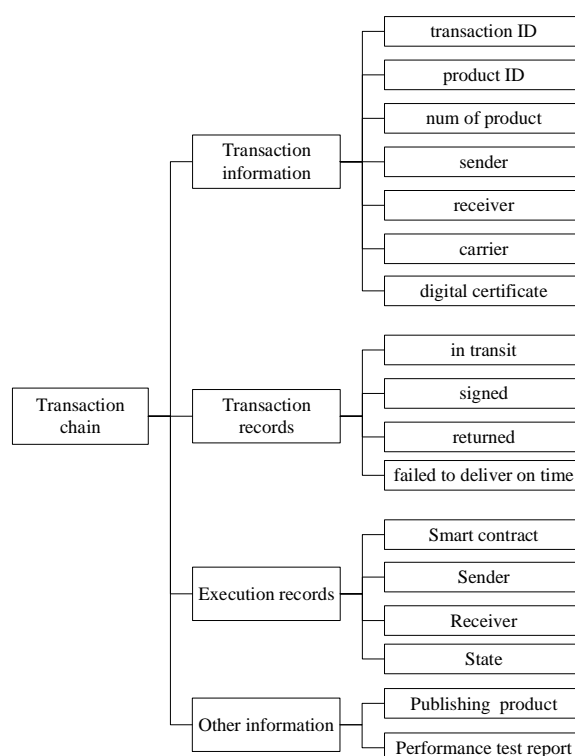 transaction ID
product ID
num of product
Transaction
information
sender
receiver
carrier
digital certificate
in transit
signed
Transaction
chain
Transaction
records
returned
failed to deliver on time
Smart contract
Sender
Execution records
Receiver
State
Publishing product
Other information
Performance test report